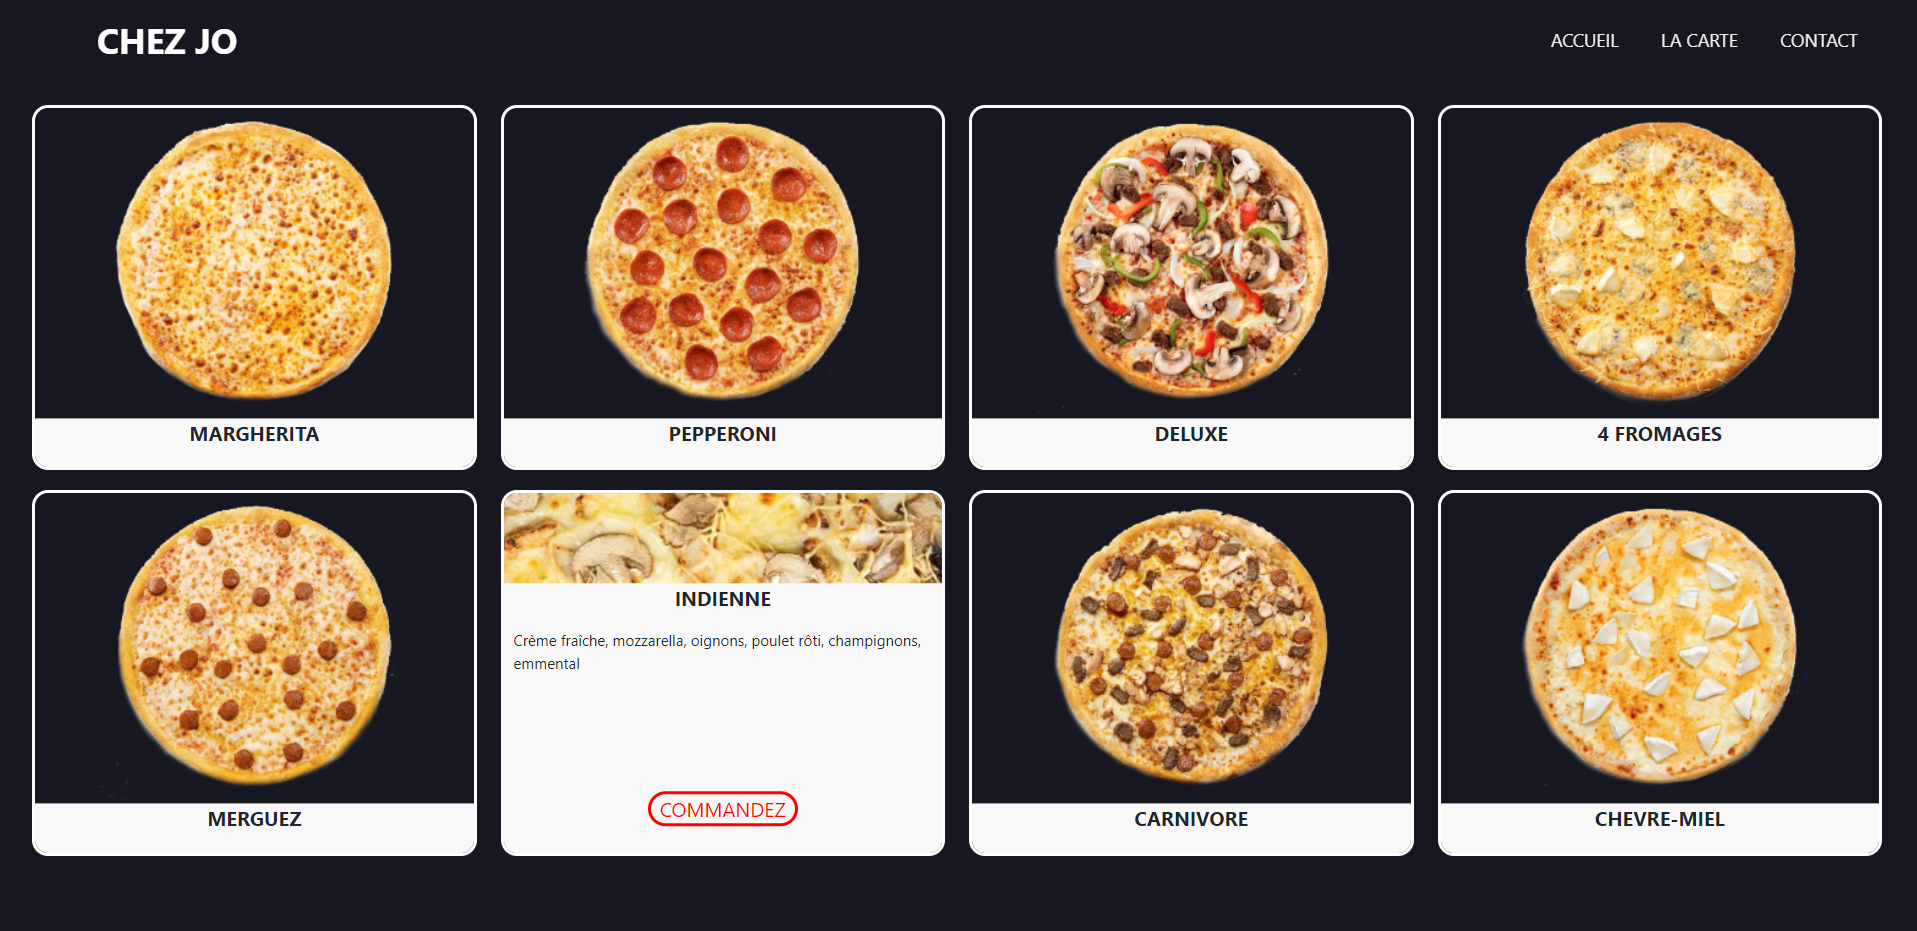 CHEZ JO
ACCUEIL
LA CARTE
CONTACT
MARGHERITA
PEPPERONI
DELUXE
4 FROMAGES
MERGUEZ
INDIENNE
Crème fraîche, mozzarella, oignons, poulet rôti, champignons,
emmental
COMMANDEZ
CARNIVORE
CHEVRE-MIEL